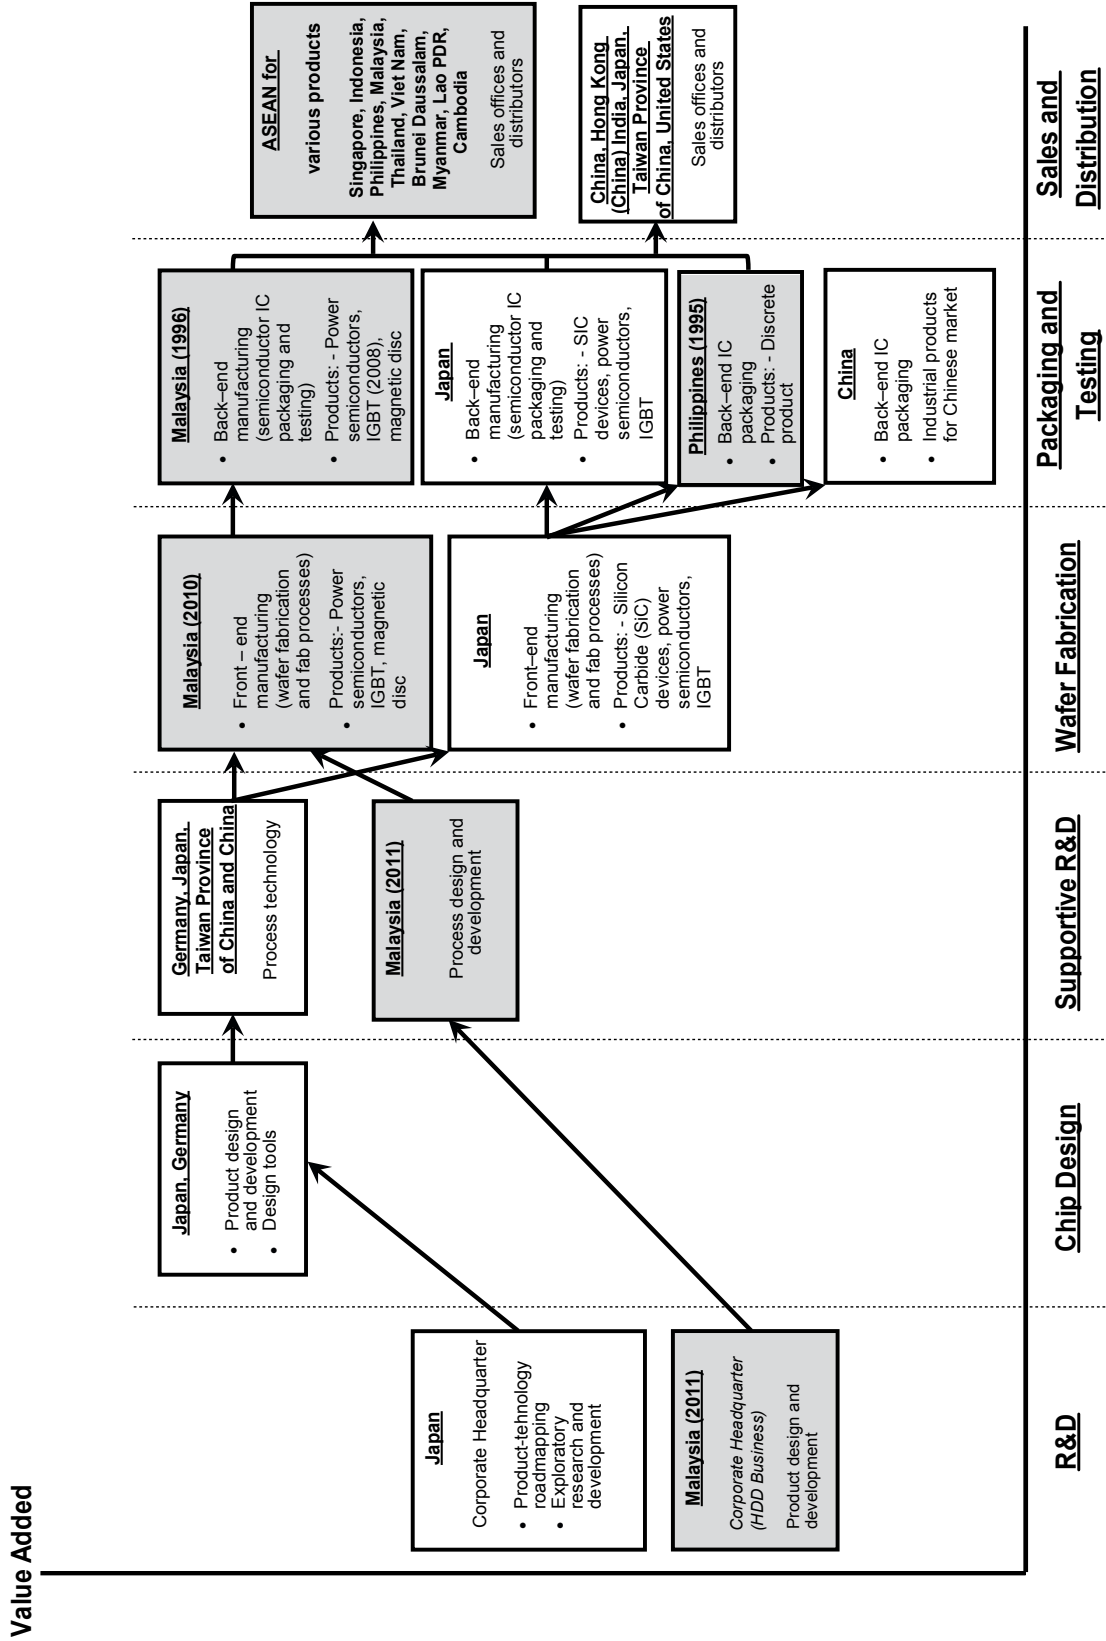 Value Added
Japan
Corporate Headquarter
• Product-tehnology
roadmapping
• Exploratory
research and
development
Malaysia (2011)
Corporate Headquarter
(HDD Business)
Product design and
development
R&D
Japan, Germany
• Product design
and development
• Design tools
Chip Design
Germany, Japan,
Taiwan Province
of China and China
Process technology
Malaysia (2011)
Process design and
development
Supportive R&D
Malaysia (2010)
• Front – end
manufacturing
(wafer fabrication
and fab processes)
• Products:- Power
semiconductors,
IGBT, magnetic
disc
Japan
• Front–end
manufacturing
(wafer fabrication
and fab processes)
• Products: - Silicon
Carbide (SiC)
devices, power
semiconductors,
IGBT
Wafer Fabrication
Malaysia (1996)
• Back–end
manufacturing
(semiconductor IC
packaging and
testing)
• Products: - Power
semiconductors,
IGBT (2008),
magnetic disc
Japan
• Back–end
manufacturing
(semiconductor IC
packaging and
testing)
• Products: - SIC
devices, power
semiconductors,
IGBT
Philippines (1995)
• Back–end IC
packaging
• Products: - Discrete
product
China
• Back–end IC
packaging
• Industrial products
for Chinese market
Packaging and
Testing
ASEAN for
various products
Singapore, Indonesia,
Philippines, Malaysia,
Thailand, Viet Nam,
Brunei Daussalam,
Myanmar, Lao PDR,
Cambodia
Sales offices and
distributors
China, Hong Kong
(China) India, Japan,
Taiwan Province
of China, United States
Sales offices and
distributors
Sales and
Distribution